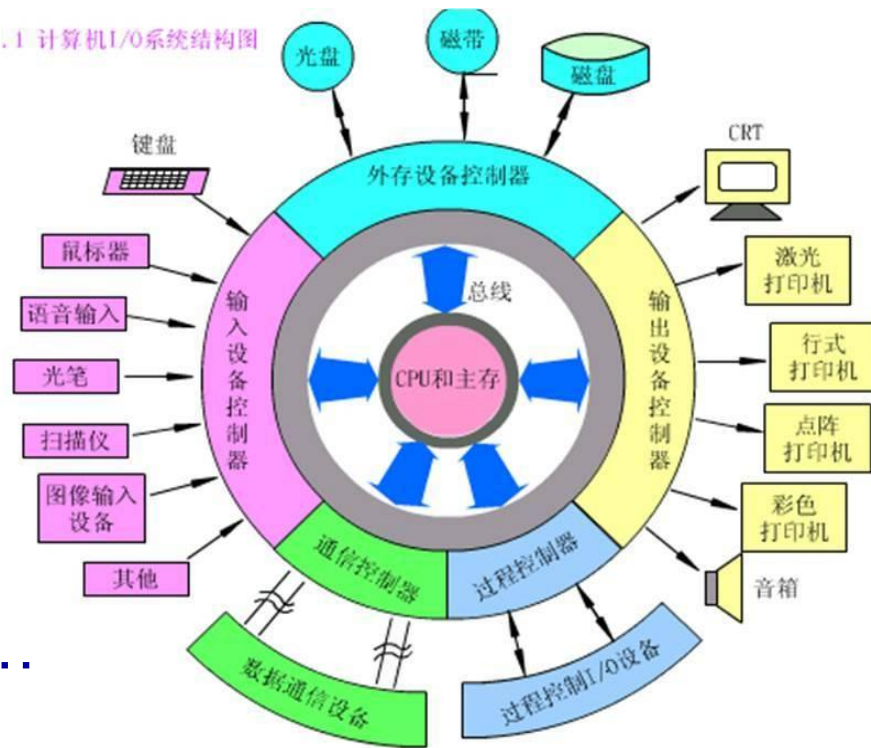 .1 计算机I/O系统结构图
光盘
磁带
磁盘
键盘
外存设备控制器
CRT
鼠标器
语音输入
光笔
扫描仪
图像输入
设备
其他
输入设备控制器
总线
CPU和主存
输出设备控制器
激光
打印机
行式
打印机
点阵
打印机
彩色
打印机
音箱
通信控制器
过程控制器
数据通信设备
过程控制I/O设备
..